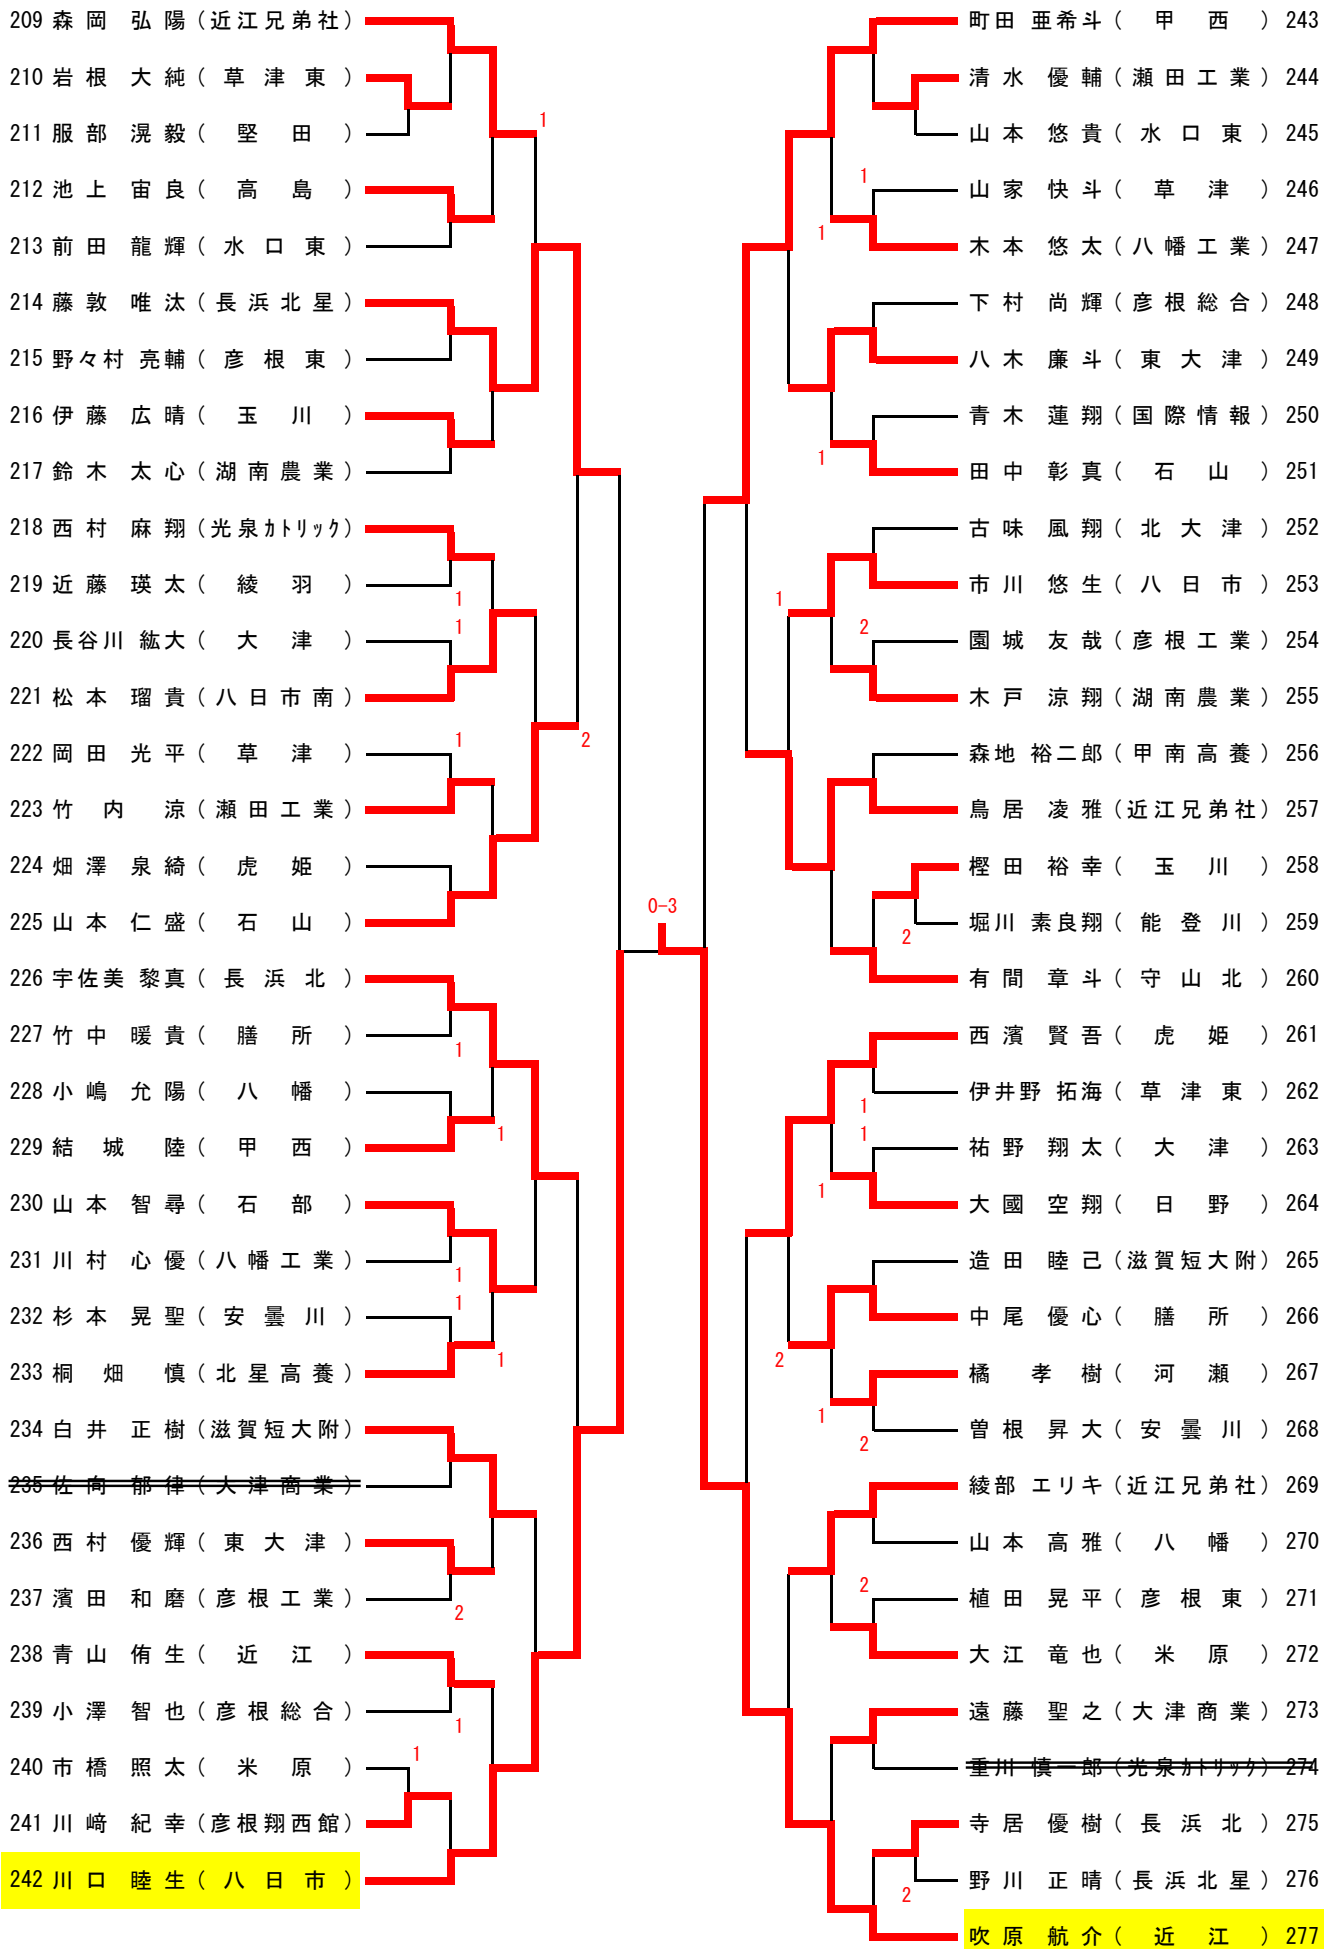 209 森岡 弘陽 (近江兄弟社)
210 岩根 大純 (草津東)
1
211 服部 滉毅 (堅田)
212 池上 宙良 (高島)
213 前田 龍輝 (水口東)
214 藤敦 唯汰 (長浜北星)
215 野々村 亮輔 (彦根東)
216 伊藤 広晴 (玉川)
217 鈴木 太心 (湖南農業)
218 西村 麻翔 (光泉カトリック)
219 近藤 瑛太 (綾羽)
1
1
220 長谷川 紘大 (大津)
221 松本 瑠貴 (八日市南)
1
2
222 岡田 光平 (草津)
223 竹内 涼 (瀬田工業)
224 畑澤 泉綺 (虎姫)
225 山本 仁盛 (石山)
226 宇佐美 黎真 (長浜北)
227 竹中 暖貴 (膳所)
1
228 小嶋 允陽 (八幡)
229 結城 陸 (甲西)
1
230 山本 智尋 (石部)
231 川村 心優 (八幡工業)
1
1
232 杉本 晃聖 (安曇川)
233 桐畑 慎 (北星高養)
1
234 白井 正樹 (滋賀短大附)
235 佐向 郁律 (大津商業)
236 西村 優輝 (東大津)
237 濱田 和磨 (彦根工業)
2
238 青山 侑生 (近江)
239 小澤 智也 (彦根総合)
1
1
240 市橋 照太 (米原)
241 川﨑 紀幸 (彦根翔西館)
242 川口 睦生 (八日市)
0-3
町田 亜希斗 (甲西) 243
清水 優輔 (瀬田工業) 244
山本 悠貴 (水口東) 245
1
山家 快斗 (草津) 246
1
木本 悠太 (八幡工業) 247
下村 尚輝 (彦根総合) 248
八木 廉斗 (東大津) 249
青木 蓮翔 (国際情報) 250
1
田中 彰真 (石山) 251
古味 風翔 (北大津) 252
市川 悠生 (八日市) 253
1
2
園城 友哉 (彦根工業) 254
木戸 涼翔 (湖南農業) 255
森地 裕二郎 (甲南高養) 256
鳥居 凌雅 (近江兄弟社) 257
樫田 裕幸 (玉川) 258
堀川 素良翔 (能登川) 259
2
有間 章斗 (守山北) 260
西濱 賢吾 (虎姫) 261
伊井野 拓海 (草津東) 262
1
1
祐野 翔太 (大津) 263
1
大國 空翔 (日野) 264
造田 睦己 (滋賀短大附) 265
中尾 優心 (膳所) 266
2
橘 孝樹 (河瀬) 267
1
曽根 昇大 (安曇川) 268
2
綾部 エリキ (近江兄弟社) 269
山本 高雅 (八幡) 270
2
植田 晃平 (彦根東) 271
大江 竜也 (米原) 272
遠藤 聖之 (大津商業) 273
重川 慎一郎 (光泉カトリック) 274
寺居 優樹 (長浜北) 275
野川 正晴 (長浜北星) 276
2
吹原 航介 (近江) 277